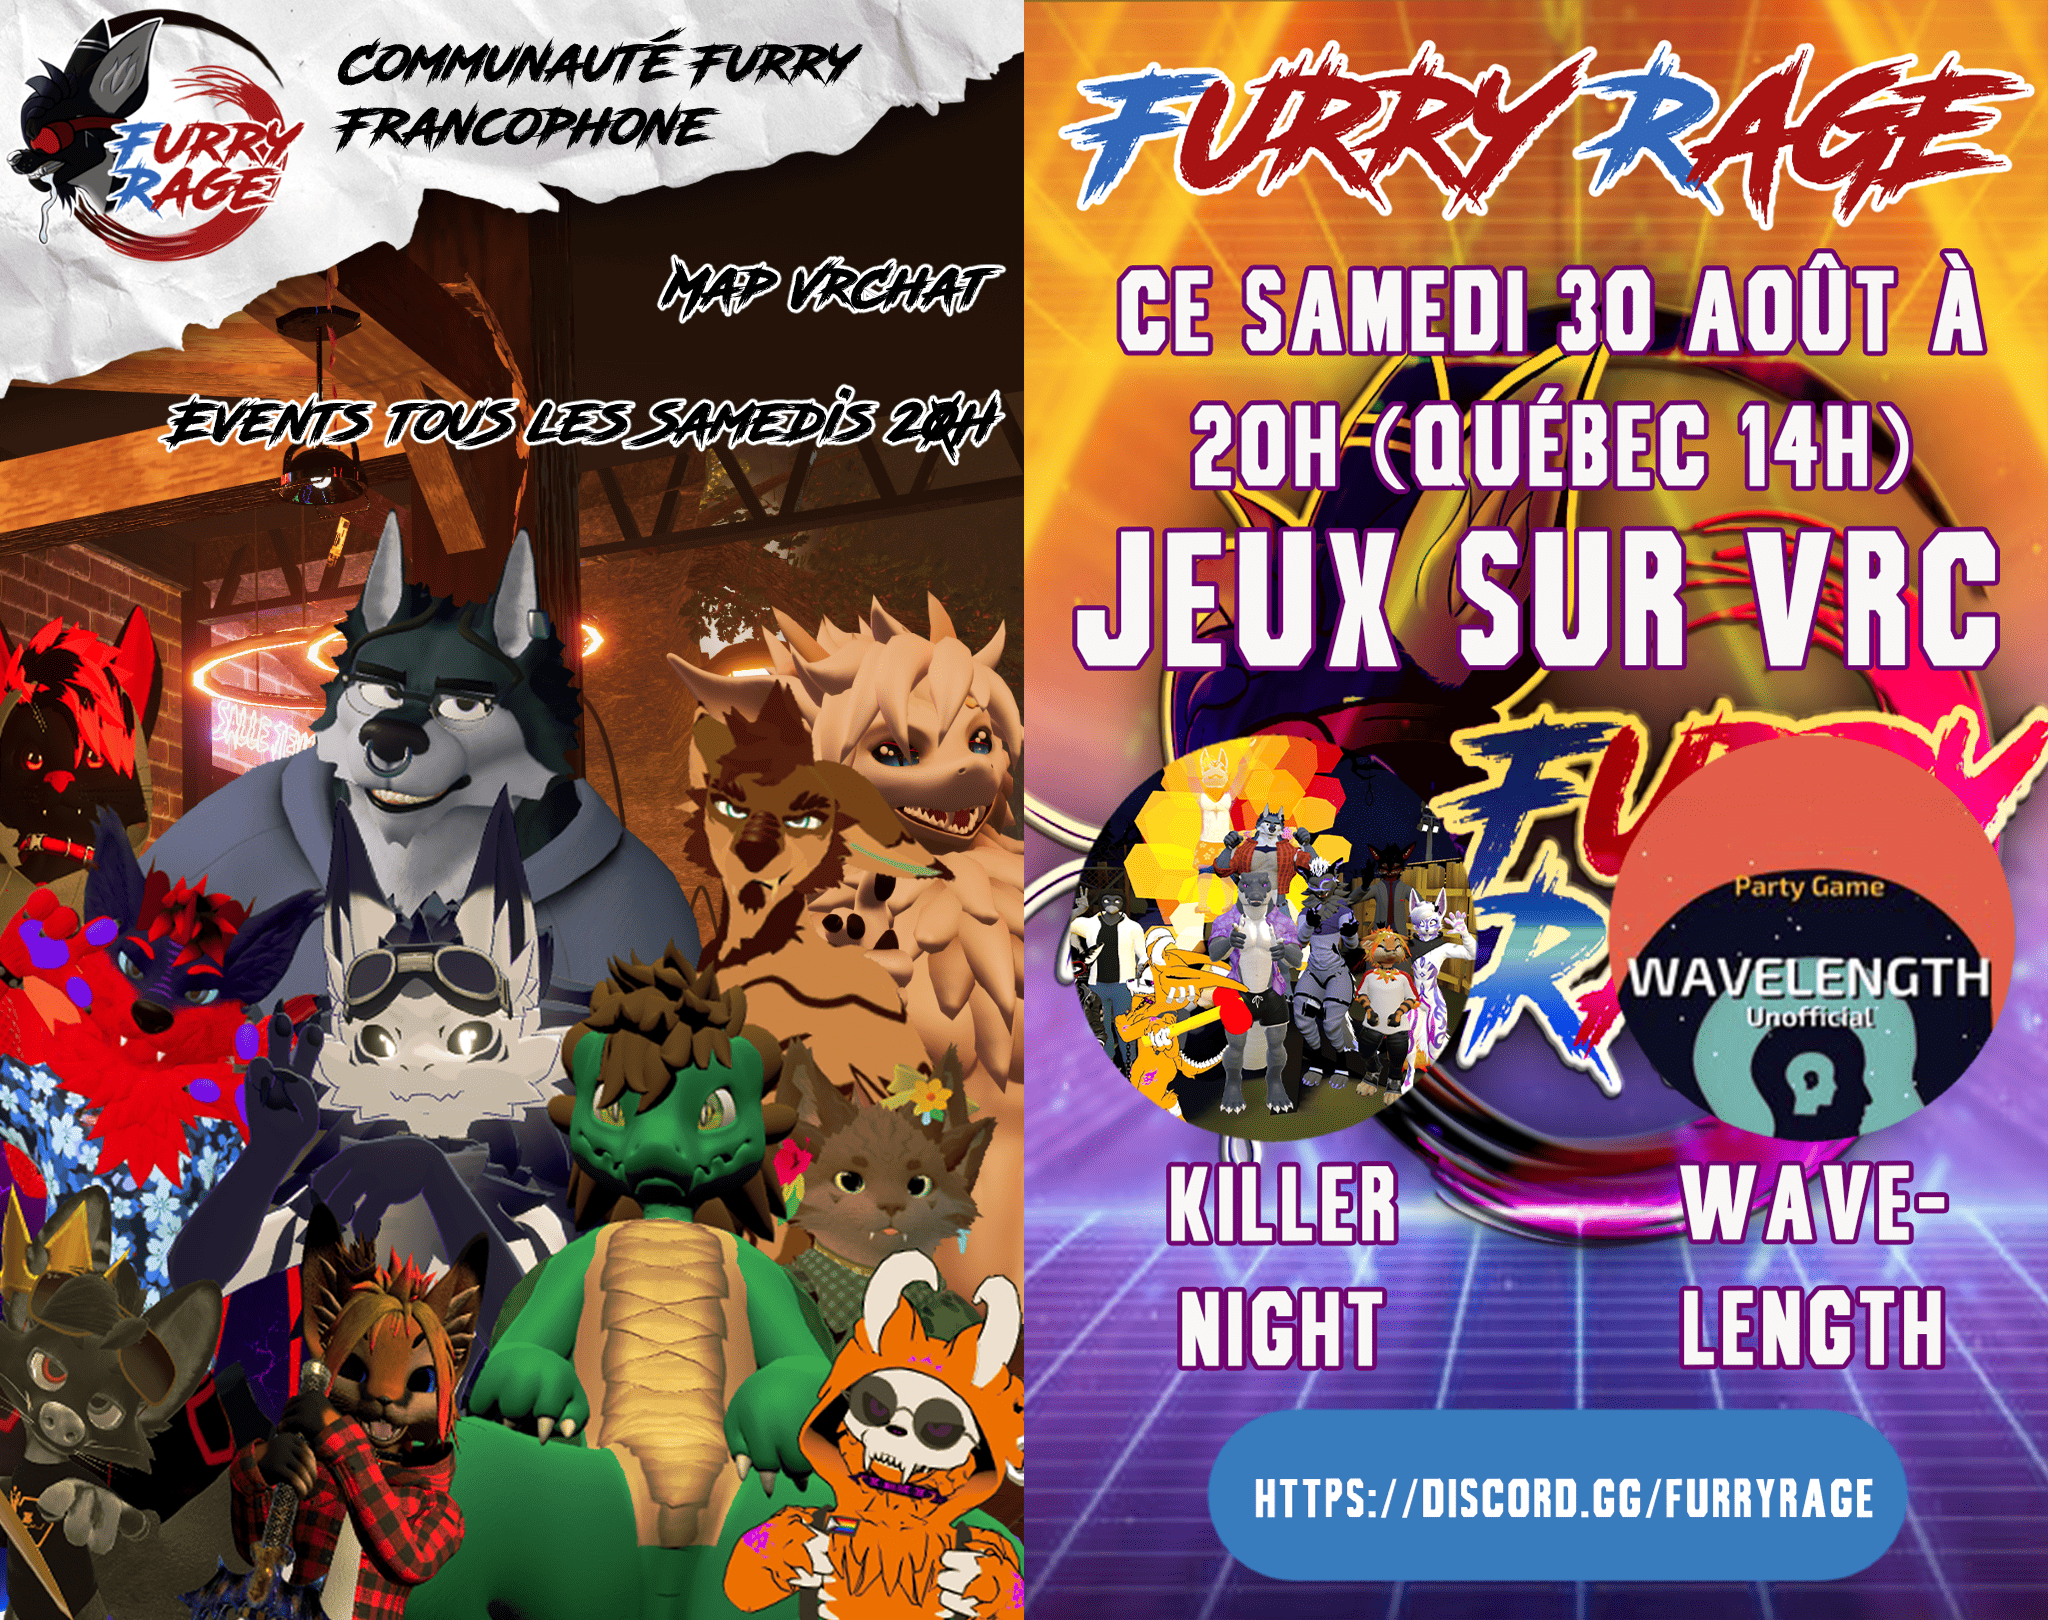 FURRY
RAGE
COMMUNAUTÉ FURRY
FRANCOPHONE
MAP VRCHAT
EVENTS TOUS LES SAMEDIS 20H
FURRY RAGE
CE SAMEDI 30 AOÛT À
20H (QUÉBEC 14H)
JEUX SUR VRC
Party Game
WAVELENGTH
Unofficial
KILLER
NIGHT
WAVE-
LENGTH
HTTPS://DISCORD.GG/FURRYRAGE